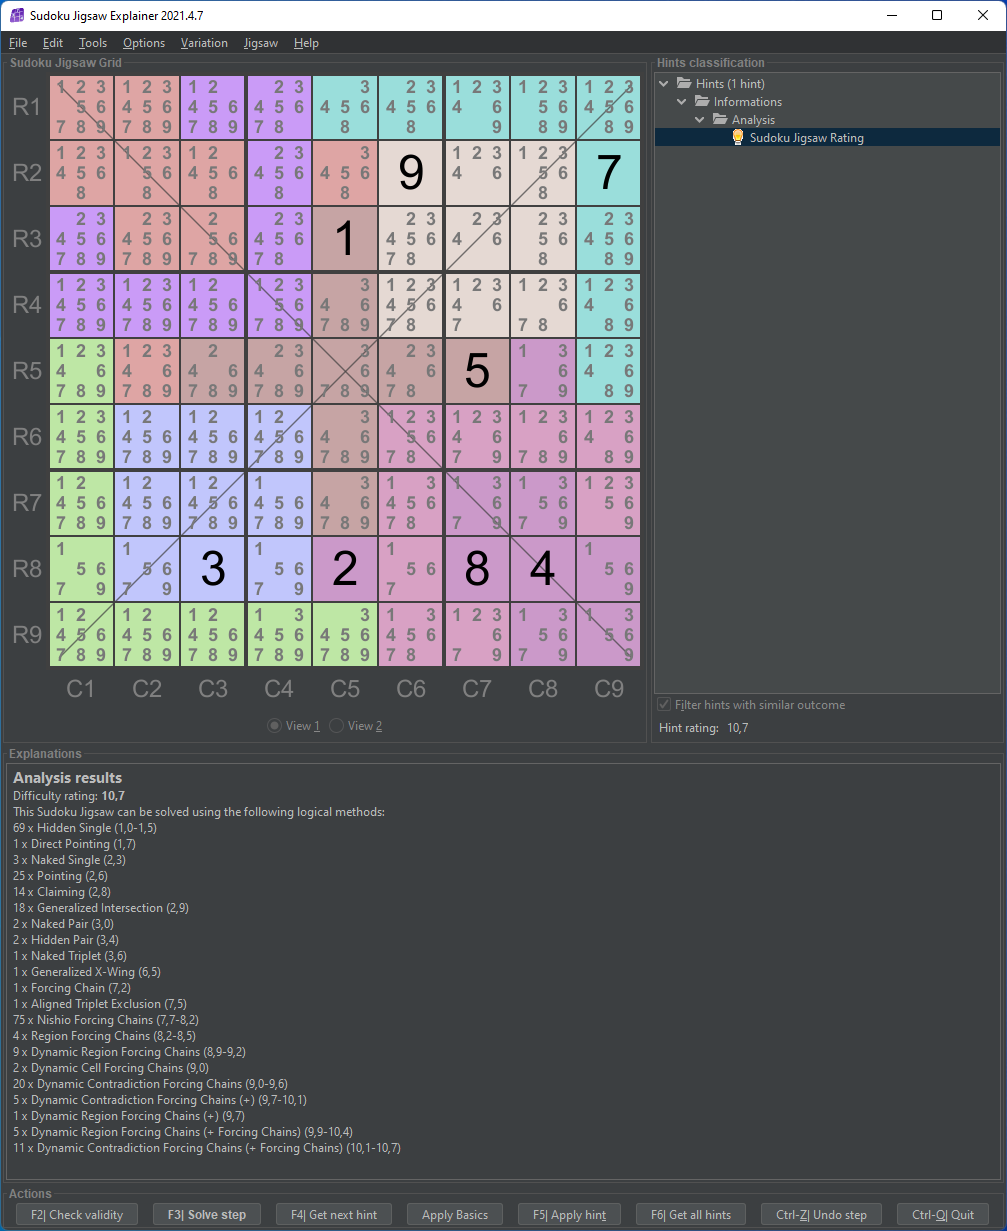 Sudoku Jigsaw Explainer 2021.4.7
File Edit Tools Options Variation Jigsaw Help
Sudoku Jigsaw Grid
1 2 3 1 2 3 1 2 2 3 3 2 3 1 2 3 1 2 3 1 2 3
R1 5 6 4 5 6 4 5 6 4 5 6 4 5 6 4 5 6 4 6 5 6 4 5 6
7 8 9 7 8 9 7 8 9 7 8 8 8 9 8 9 8 9
1 2 3 1 2 3 1 2 2 3 3 1 2 3 1 2 3
R2 4 5 6 5 6 4 5 6 4 5 6 4 5 6 9 4 6 5 6 7
8 8 8 8 8 8
2 3 2 3 2 2 3 2 3 2 3 2 3 2 3
R3 4 5 6 4 5 6 5 6 4 5 6 1 4 5 6 4 6 5 6 4 5 6
7 8 9 7 8 9 7 8 9 7 8 7 8 8 8 9
1 2 3 1 2 3 1 2 1 2 3 3 1 2 3 1 2 3 1 2 3 1 2 3
R4 4 5 6 4 5 6 4 5 6 5 6 4 6 4 5 6 4 6 6 4 6
7 8 9 7 8 9 7 8 9 7 8 9 7 8 9 7 8 7 7 8 8 9
1 2 3 1 2 3 2 2 3 3 2 3 1 3 1 2 3
R5 4 6 4 6 4 6 4 6 6 4 6 5 6 4 6
7 8 9 7 8 9 7 8 9 7 8 9 7 8 9 7 8 7 9 8 9
1 2 3 1 2 1 2 1 2 3 1 2 3 1 2 3 1 2 3 1 2 3
R6 4 5 6 4 5 6 4 5 6 4 5 6 4 6 5 6 4 6 6 4 6
7 8 9 7 8 9 7 8 9 7 8 9 7 8 9 7 8 7 9 7 8 9 8 9
1 2 1 2 1 2 1 3 1 3 1 3 1 3 1 2 3
R7 4 5 6 4 5 6 4 5 6 4 5 6 4 6 4 5 6 6 5 6 5 6
7 8 9 7 8 9 7 8 9 7 8 9 7 8 9 7 8 7 9 7 9 9
1 1 1 1 1
R8 5 6 5 6 3 5 6 2 5 6 8 4 5 6
7 9 7 9 7 9 7 9
1 2 1 2 1 2 1 3 3 1 3 1 2 3 1 3 1 3
R9 4 5 6 4 5 6 4 5 6 4 5 6 4 5 6 4 5 6 6 5 6 5 6
7 8 9 7 8 9 7 8 9 7 8 9 7 8 9 7 8 7 9 7 9 9
C1 C2 C3 C4 C5 C6 C7 C8 C9
View 1 View 2
Hints classification
Hints (1 hint)
Informations
Analysis
Sudoku Jigsaw Rating
Filter hints with similar outcome
Hint rating: 10,7
Explanations
Analysis results
Difficulty rating: 10,7
This Sudoku Jigsaw can be solved using the following logical methods:
69 x Hidden Single (1,0-1,5)
1 x Direct Pointing (1,7)
3 x Naked Single (2,3)
25 x Pointing (2,6)
14 x Claiming (2,8)
18 x Generalized Intersection (2,9)
2 x Naked Pair (3,0)
2 x Hidden Pair (3,4)
1 x Naked Triplet (3,6)
1 x Generalized X-Wing (6,5)
1 x Forcing Chain (7,2)
1 x Aligned Triplet Exclusion (7,5)
75 x Nishio Forcing Chains (7,7-8,2)
4 x Region Forcing Chains (8,2-8,5)
9 x Dynamic Region Forcing Chains (8,9-9,2)
2 x Dynamic Cell Forcing Chains (9,0)
20 x Dynamic Contradiction Forcing Chains (9,0-9,6)
5 x Dynamic Contradiction Forcing Chains (+) (9,7-10,1)
1 x Dynamic Region Forcing Chains (+) (9,7)
5 x Dynamic Region Forcing Chains (+ Forcing Chains) (9,9-10,4)
11 x Dynamic Contradiction Forcing Chains (+ Forcing Chains) (10,1-10,7)
Actions
F2| Check validity F3| Solve step F4| Get next hint Apply Basics F5| Apply hint F6| Get all hints Ctrl-Z| Undo step Ctrl-Q| Quit